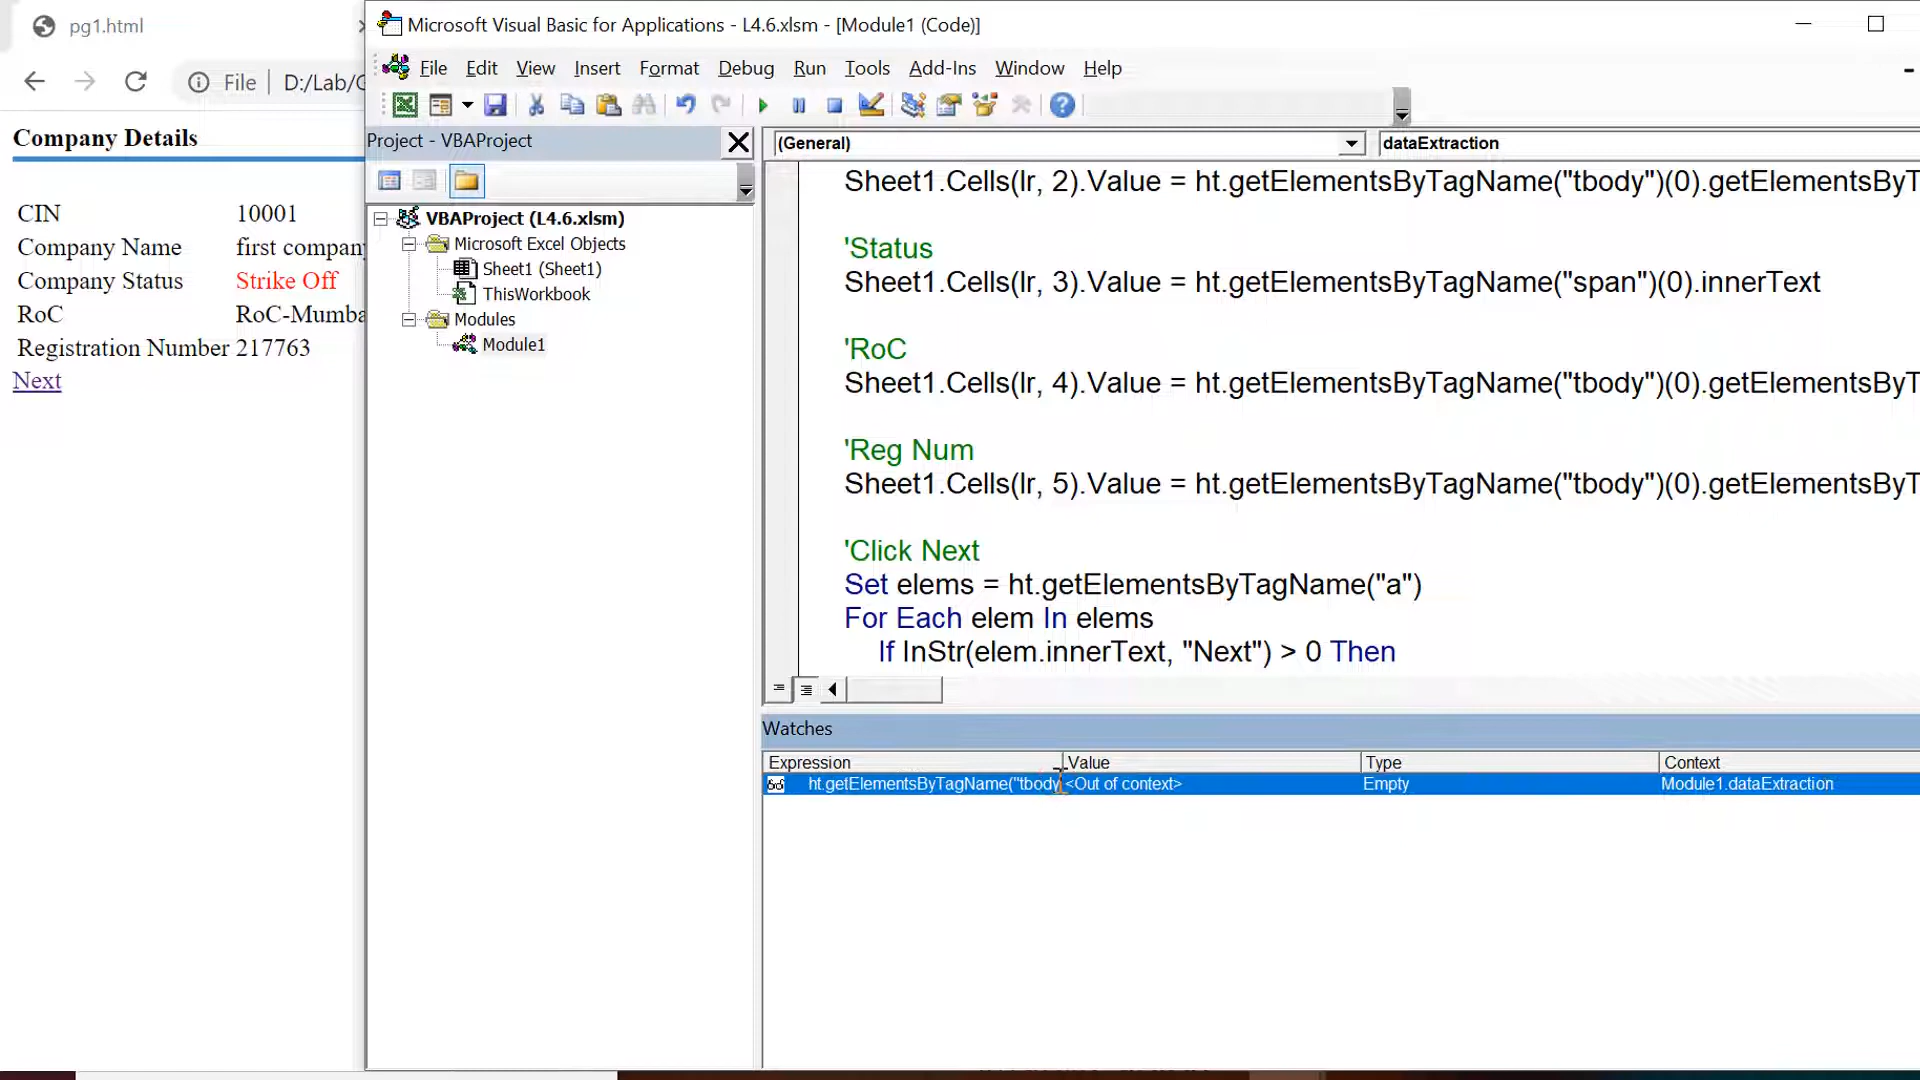 pg1.html
File
D:/Lab/
Company Details
CIN 10001
Company Name first company
Company Status Strike Off
RoC RoC-Mumba
Registration Number 217763
Next
Microsoft Visual Basic for Applications - L4.6.xlsm - [Module1 (Code)]
File Edit View Insert Format Debug Run Tools Add-Ins Window Help
Project - VBAProject
VBAProject (L4.6.xlsm)
Microsoft Excel Objects
Sheet1 (Sheet1)
ThisWorkbook
Modules
Module1
(General) dataExtraction
Sheet1.Cells(lr, 2).Value = ht.getElementsByTagName("tbody")(0).getElementsByT
'Status
Sheet1.Cells(lr, 3).Value = ht.getElementsByTagName("span")(0).innerText
'RoC
Sheet1.Cells(lr, 4).Value = ht.getElementsByTagName("tbody")(0).getElementsByT
'Reg Num
Sheet1.Cells(lr, 5).Value = ht.getElementsByTagName("tbody")(0).getElementsByT
'Click Next
Set elems = ht.getElementsByTagName("a")
For Each elem In elems
If InStr(elem.innerText, "Next") > 0 Then
Watches
Expression Value Type Context
ht.getElementsByTagName("tbody <Out of context> Empty Module1.dataExtraction